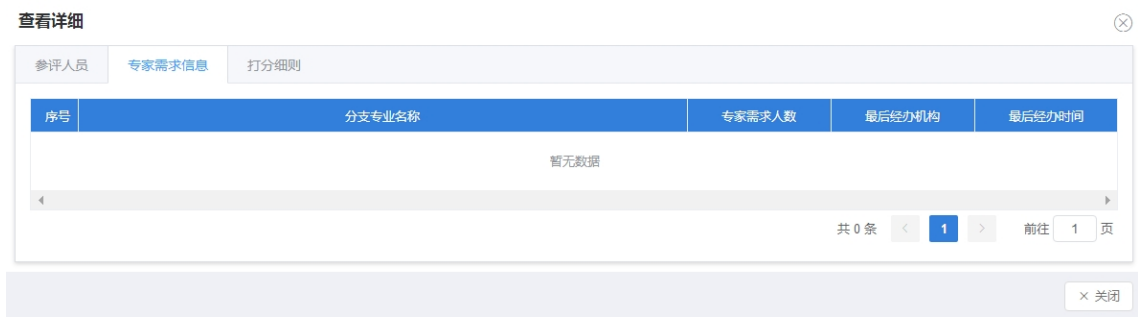 查看详细
参评人员 专家需求信息 打分细则
序号 分支专业名称 专家需求人数 最后经办机构 最后经办时间
暂无数据
共 0 条 < 1 > 前往 1 页
× 关闭